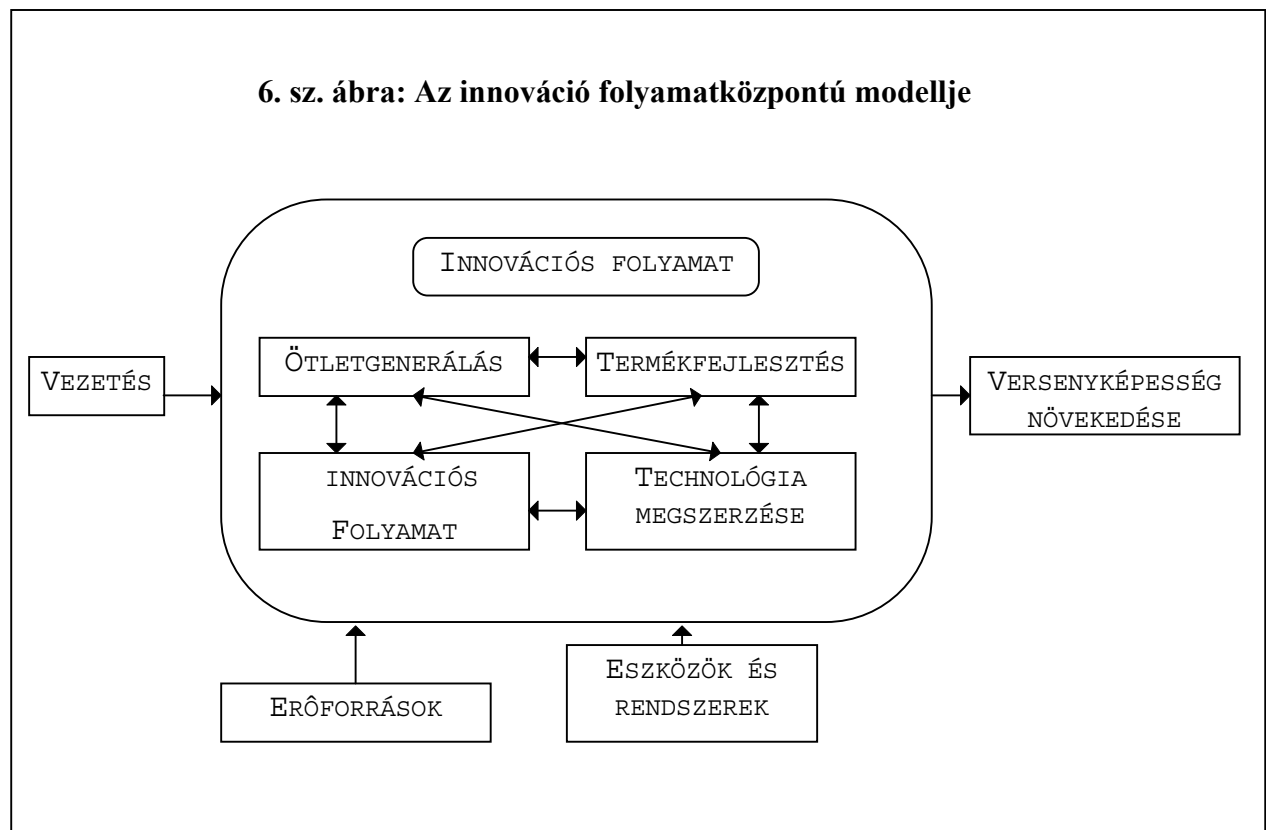 6. sz. ábra: Az innováció folyamatközpontú modellje
INNOVÁCIÓS FOLYAMAT
ÖTLETGENERÁLÁS
TERMÉKFEJLESZTÉS
VEZETÉS
VERSENYKÉPESSÉG
NÖVEKEDÉSE
INNOVÁCIÓS
FOLYAMAT
TECHNOLÓGIA
MEGSZERZÉSE
ERÔFORRÁSOK
ESZKÖZÖK ÉS
RENDSZEREK